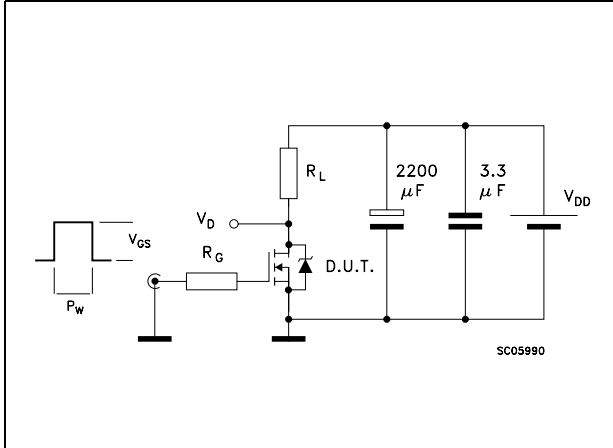 R_L
2200
μF
3.3
μF
V_DD
V_D
V_GS
R_G
D.U.T.
P_W
SC05990